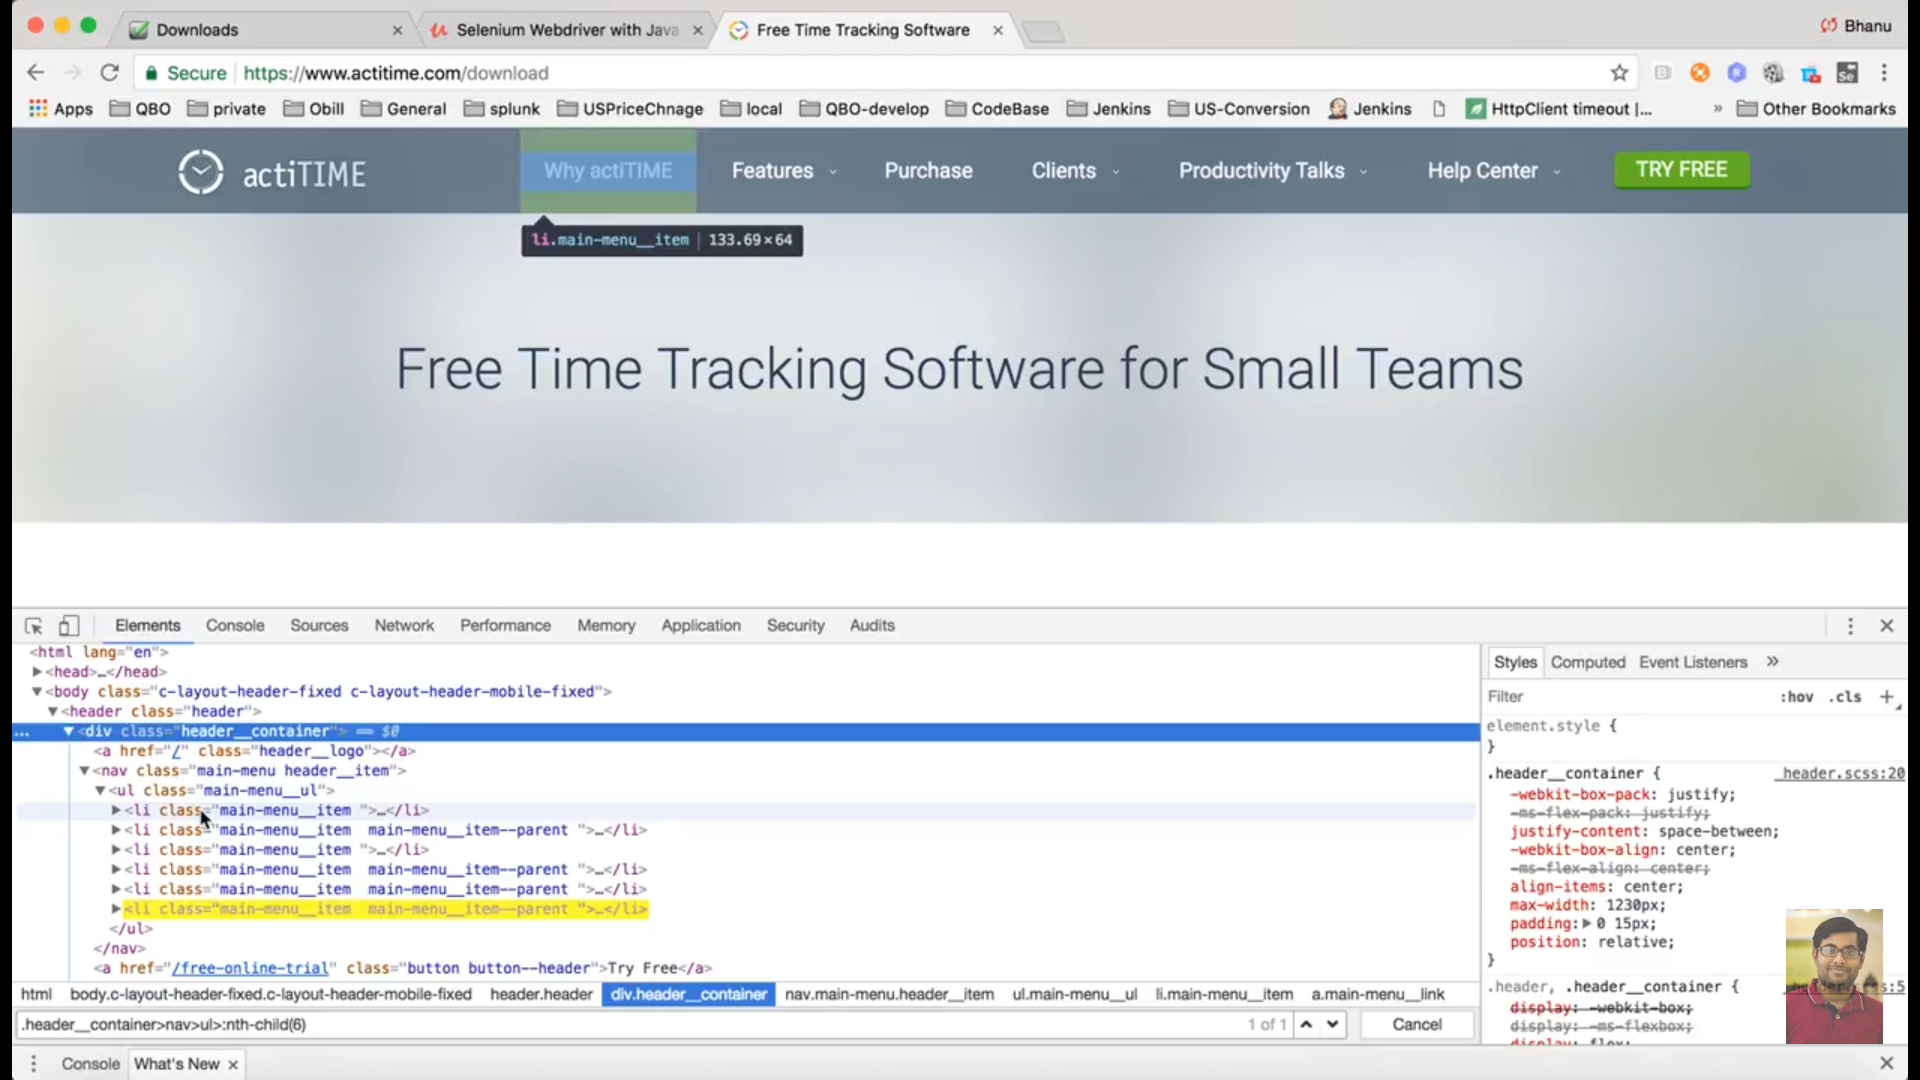 Downloads × Selenium Webdriver with Java × Free Time Tracking Software × Bhanu
Secure https://www.actitime.com/download
Apps QBO private Obill General splunk USPriceChnage local QBO-develop CodeBase Jenkins US-Conversion Jenkins HttpClient timeout |... » Other Bookmarks
actiTIME Why actiTIME Features Purchase Clients Productivity Talks Help Center TRY FREE
li.main-menu__item | 133.69×64
Free Time Tracking Software for Small Teams
Elements Console Sources Network Performance Memory Application Security Audits
<html lang="en">
<head>…</head>
<body class="c-layout-header-fixed c-layout-header-mobile-fixed">
<header class="header">
... <div class="header__container"> == $0
<a href="/" class="header__logo"></a>
<nav class="main-menu header__item">
<ul class="main-menu__ul">
<li class="main-menu__item ">…</li>
<li class="main-menu__item  main-menu__item--parent ">…</li>
<li class="main-menu__item ">…</li>
<li class="main-menu__item  main-menu__item--parent ">…</li>
<li class="main-menu__item  main-menu__item--parent ">…</li>
<li class="main-menu__item  main-menu__item--parent ">…</li>
</ul>
</nav>
<a href="/free-online-trial" class="button button--header">Try Free</a>
html body.c-layout-header-fixed.c-layout-header-mobile-fixed header.header div.header__container nav.main-menu.header__item ul.main-menu__ul li.main-menu__item a.main-menu__link
.header__container>nav>ul>:nth-child(6) 1 of 1 Cancel
Styles Computed Event Listeners »
Filter :hov .cls +
element.style {
}
.header__container { _header.scss:20
-webkit-box-pack: justify;
-ms-flex-pack: justify;
justify-content: space-between;
-webkit-box-align: center;
-ms-flex-align: center;
align-items: center;
max-width: 1230px;
padding: 0 15px;
position: relative;
}
.header, .header__container {
display: -webkit-box;
display: -ms-flexbox;
display: flex;
Console What's New ×